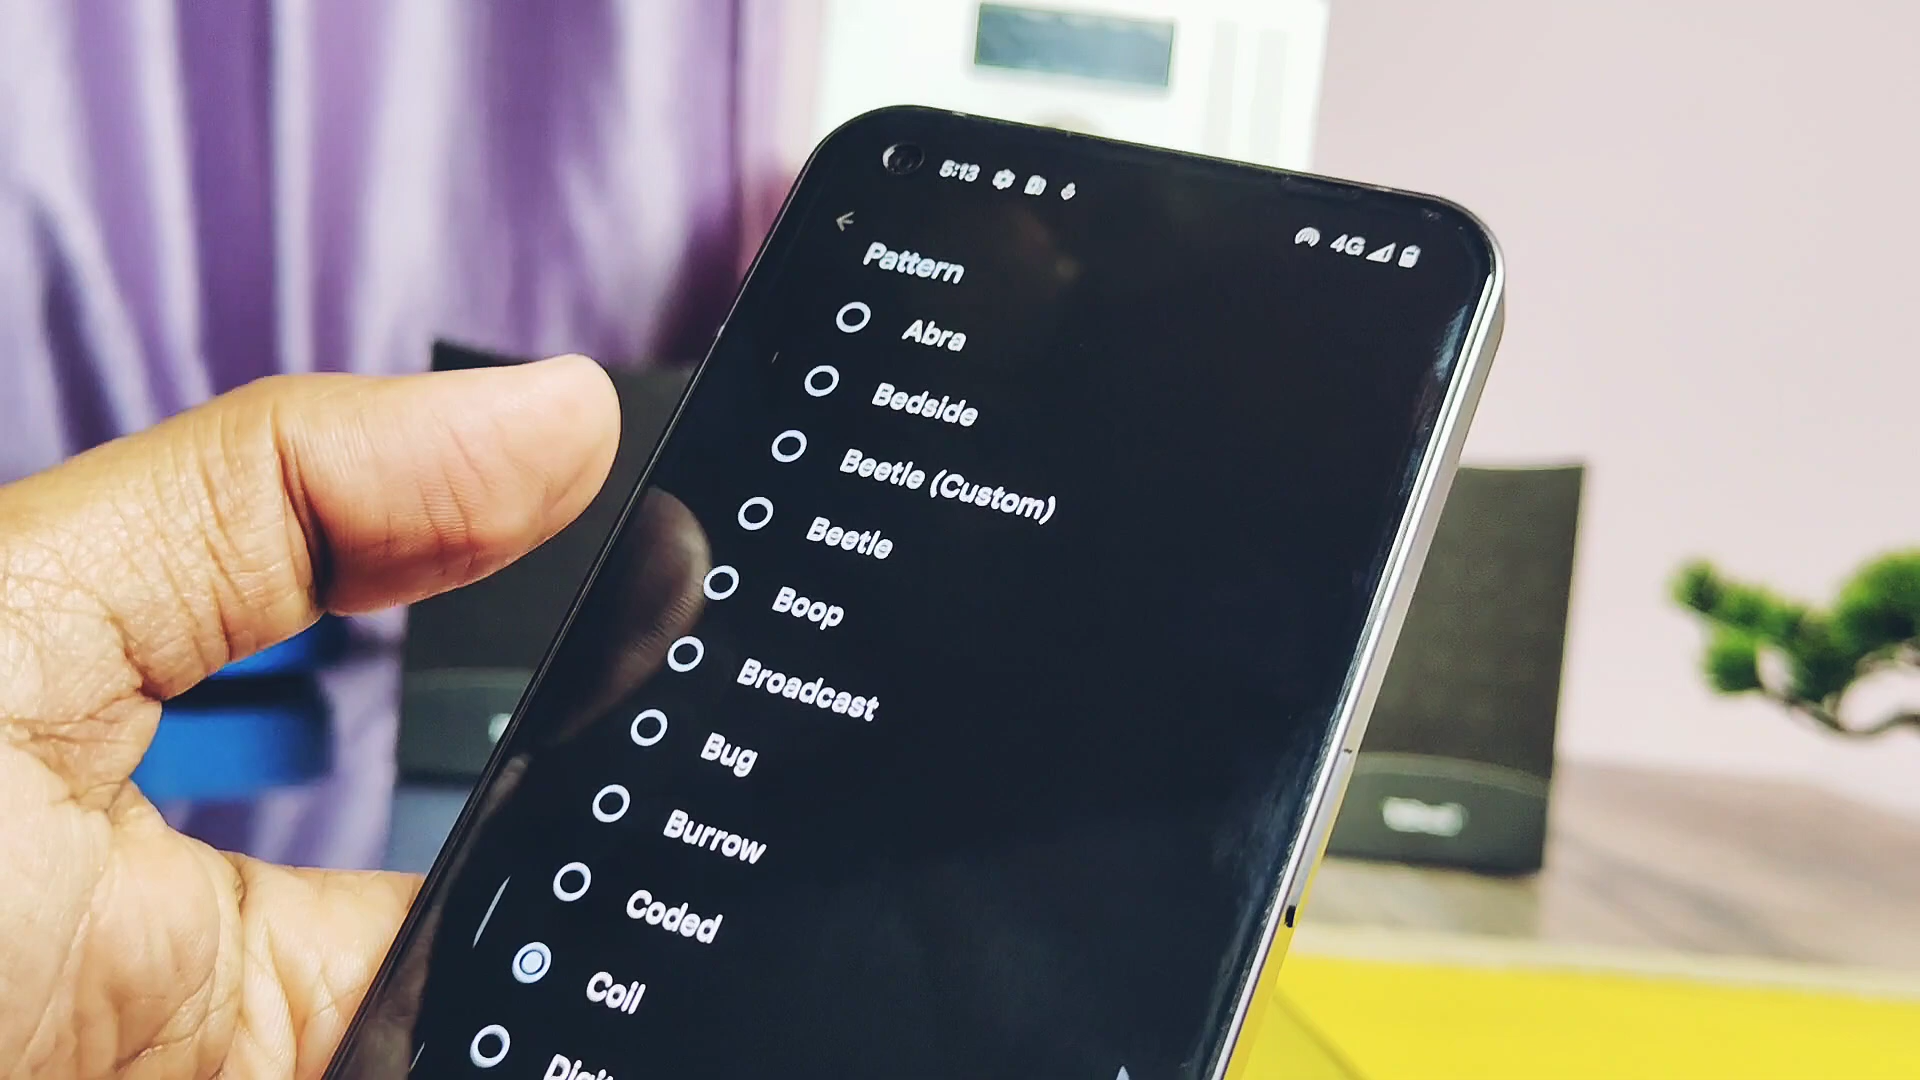 5:13
4G
Pattern
Abra
Bedside
Beetle (Custom)
Beetle
Boop
Broadcast
Bug
Burrow
Coded
Coil